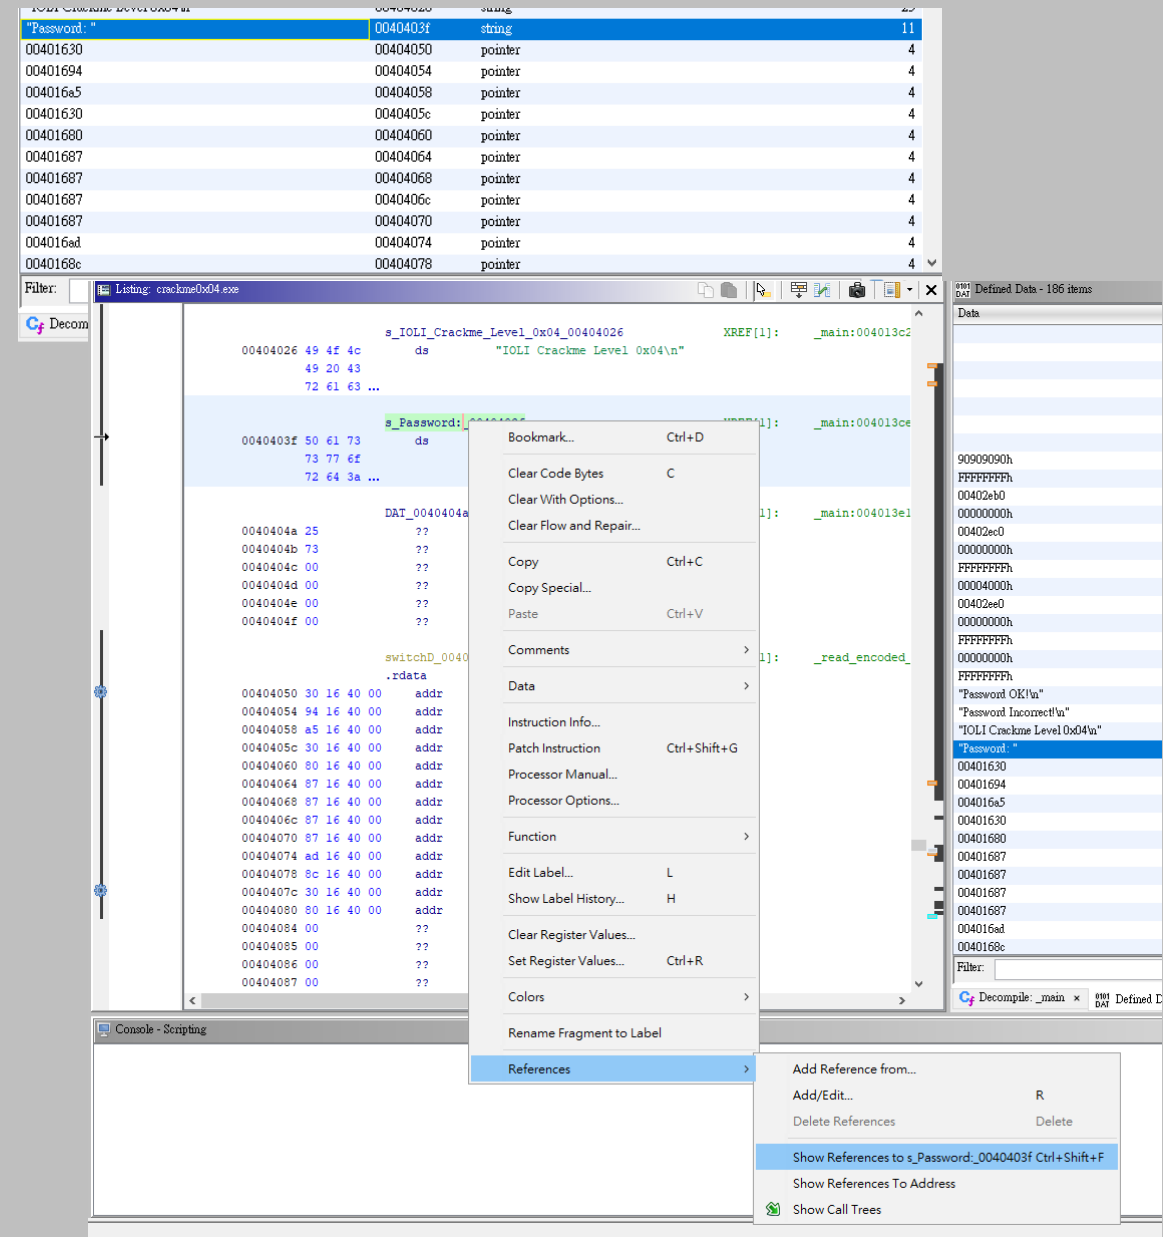 "IOLI Crackme Level 0x04\n" 00404026 string 25
"Password: " 0040403f string 11
00401630 00404050 pointer 4
00401694 00404054 pointer 4
004016a5 00404058 pointer 4
00401630 0040405c pointer 4
00401680 00404060 pointer 4
00401687 00404064 pointer 4
00401687 00404068 pointer 4
00401687 0040406c pointer 4
00401687 00404070 pointer 4
004016ad 00404074 pointer 4
0040168c 00404078 pointer 4
Filter:
Decom
Listing: crackme0x04.exe
s_IOLI_Crackme_Level_0x04_00404026 XREF[1]: _main:004013c2
00404026 49 4f 4c ds "IOLI Crackme Level 0x04\n"
49 20 43
72 61 63 ...
s_Password:_0040403f XREF[1]: _main:004013ce
0040403f 50 61 73 ds
73 77 6f
72 64 3a ...
DAT_0040404a 1]: _main:004013e1
0040404a 25 ??
0040404b 73 ??
0040404c 00 ??
0040404d 00 ??
0040404e 00 ??
0040404f 00 ??
switchD_0040 1]: _read_encoded_
.rdata
00404050 30 16 40 00 addr
00404054 94 16 40 00 addr
00404058 a5 16 40 00 addr
0040405c 30 16 40 00 addr
00404060 80 16 40 00 addr
00404064 87 16 40 00 addr
00404068 87 16 40 00 addr
0040406c 87 16 40 00 addr
00404070 87 16 40 00 addr
00404074 ad 16 40 00 addr
00404078 8c 16 40 00 addr
0040407c 30 16 40 00 addr
00404080 80 16 40 00 addr
00404084 00 ??
00404085 00 ??
00404086 00 ??
00404087 00 ??
Bookmark... Ctrl+D
Clear Code Bytes C
Clear With Options...
Clear Flow and Repair...
Copy Ctrl+C
Copy Special...
Paste Ctrl+V
Comments
Data
Instruction Info...
Patch Instruction Ctrl+Shift+G
Processor Manual...
Processor Options...
Function
Edit Label... L
Show Label History... H
Clear Register Values...
Set Register Values... Ctrl+R
Colors
Rename Fragment to Label
References
Add Reference from...
Add/Edit... R
Delete References Delete
Show References to s_Password:_0040403f Ctrl+Shift+F
Show References To Address
Show Call Trees
Defined Data - 186 items
Data
90909090h
FFFFFFFFh
00402eb0
00000000h
00402ec0
00000000h
FFFFFFFFh
00004000h
00402ee0
00000000h
FFFFFFFFh
00000000h
FFFFFFFFh
"Password OK!\n"
"Password Incorrect!\n"
"IOLI Crackme Level 0x04\n"
"Password: "
00401630
00401694
004016a5
00401630
00401680
00401687
00401687
00401687
00401687
004016ad
0040168c
Filter:
Decompile: _main × Defined D
Console - Scripting